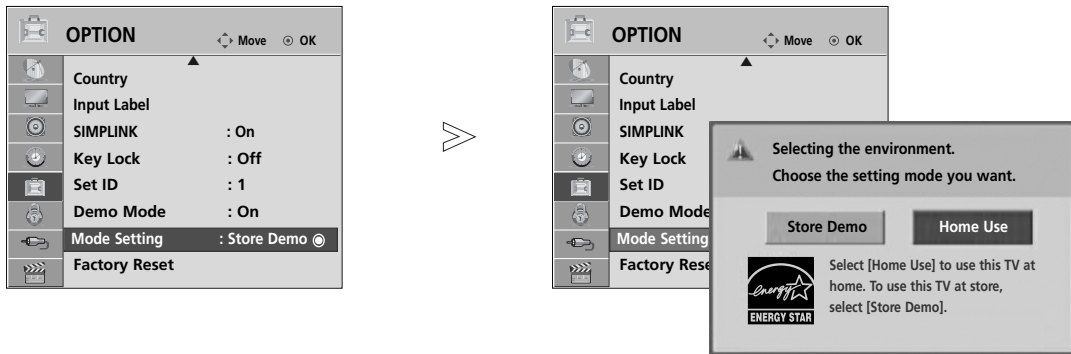 OPTION
Move OK
Country
Input Label
SIMPLINK : On
Key Lock : Off
Set ID : 1
Demo Mode : On
Mode Setting : Store Demo
Factory Reset
OPTION
Move OK
Country
Input Label
SIMPLINK
Key Lock
Set ID
Demo Mode
Mode Setting
Factory Rese
Selecting the environment.
Choose the setting mode you want.
Store Demo Home Use
energy
ENERGY STAR
Select [Home Use] to use this TV at
home. To use this TV at store,
select [Store Demo].